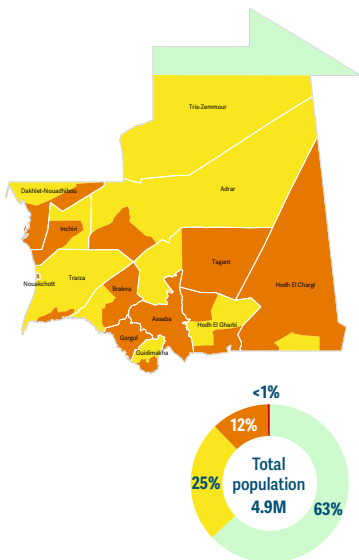 Tris-Zemmour
Adrar
Dakhlet-Nouadhibou
Inchiri
Tagant
Hodh El Chargi
Nouakchott
Trarza
Brakna
Assaba
Hodh El Gharbi
Gorgol
Guidimakha
<1%
12%
25%
Total
population
4.9M
63%